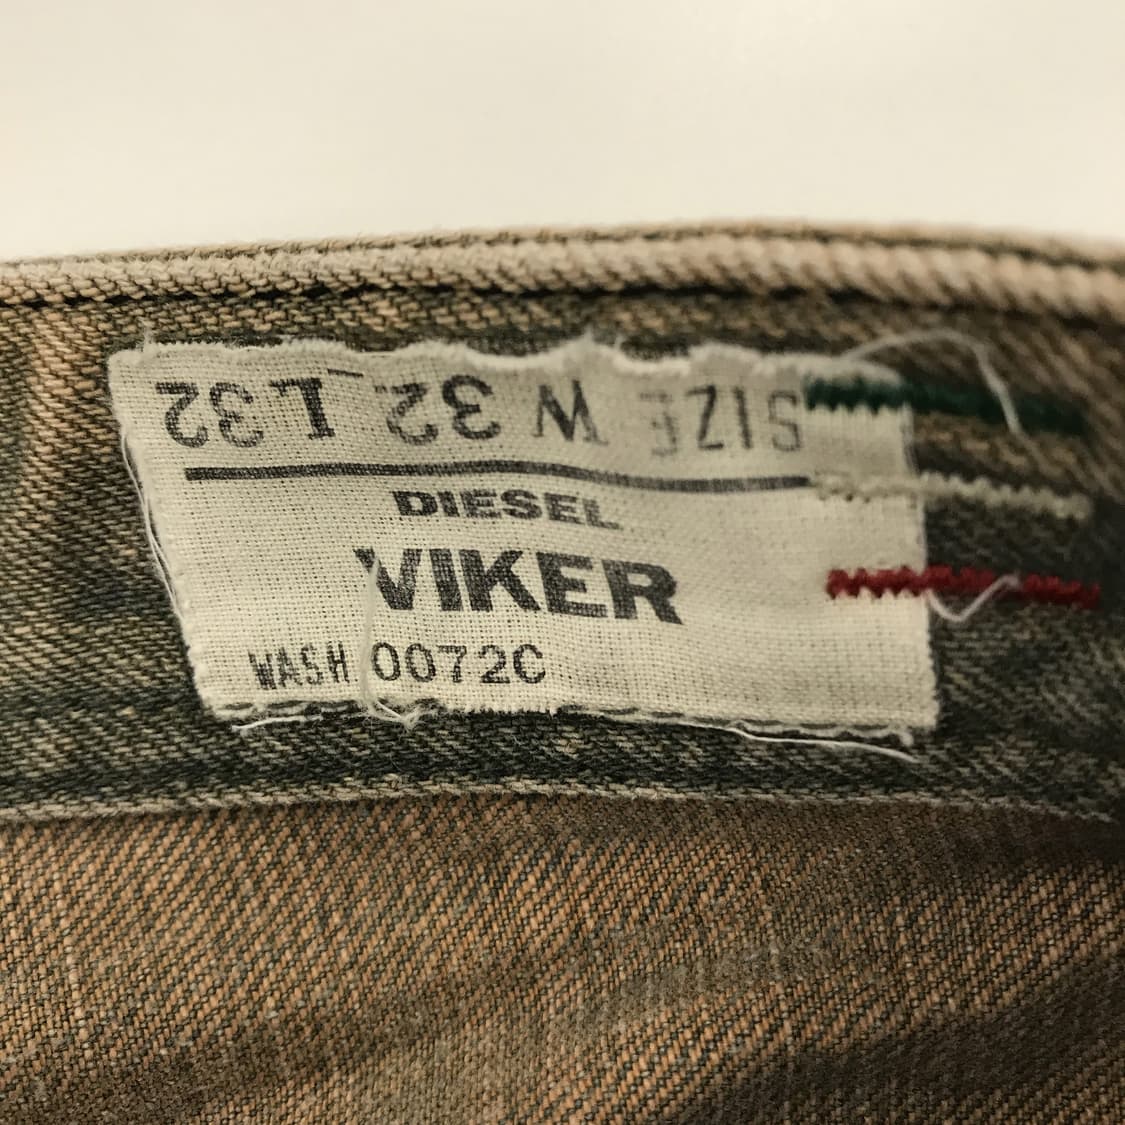 SIZE W 32 L 32
DIESEL
VIKER
WASH 0072C